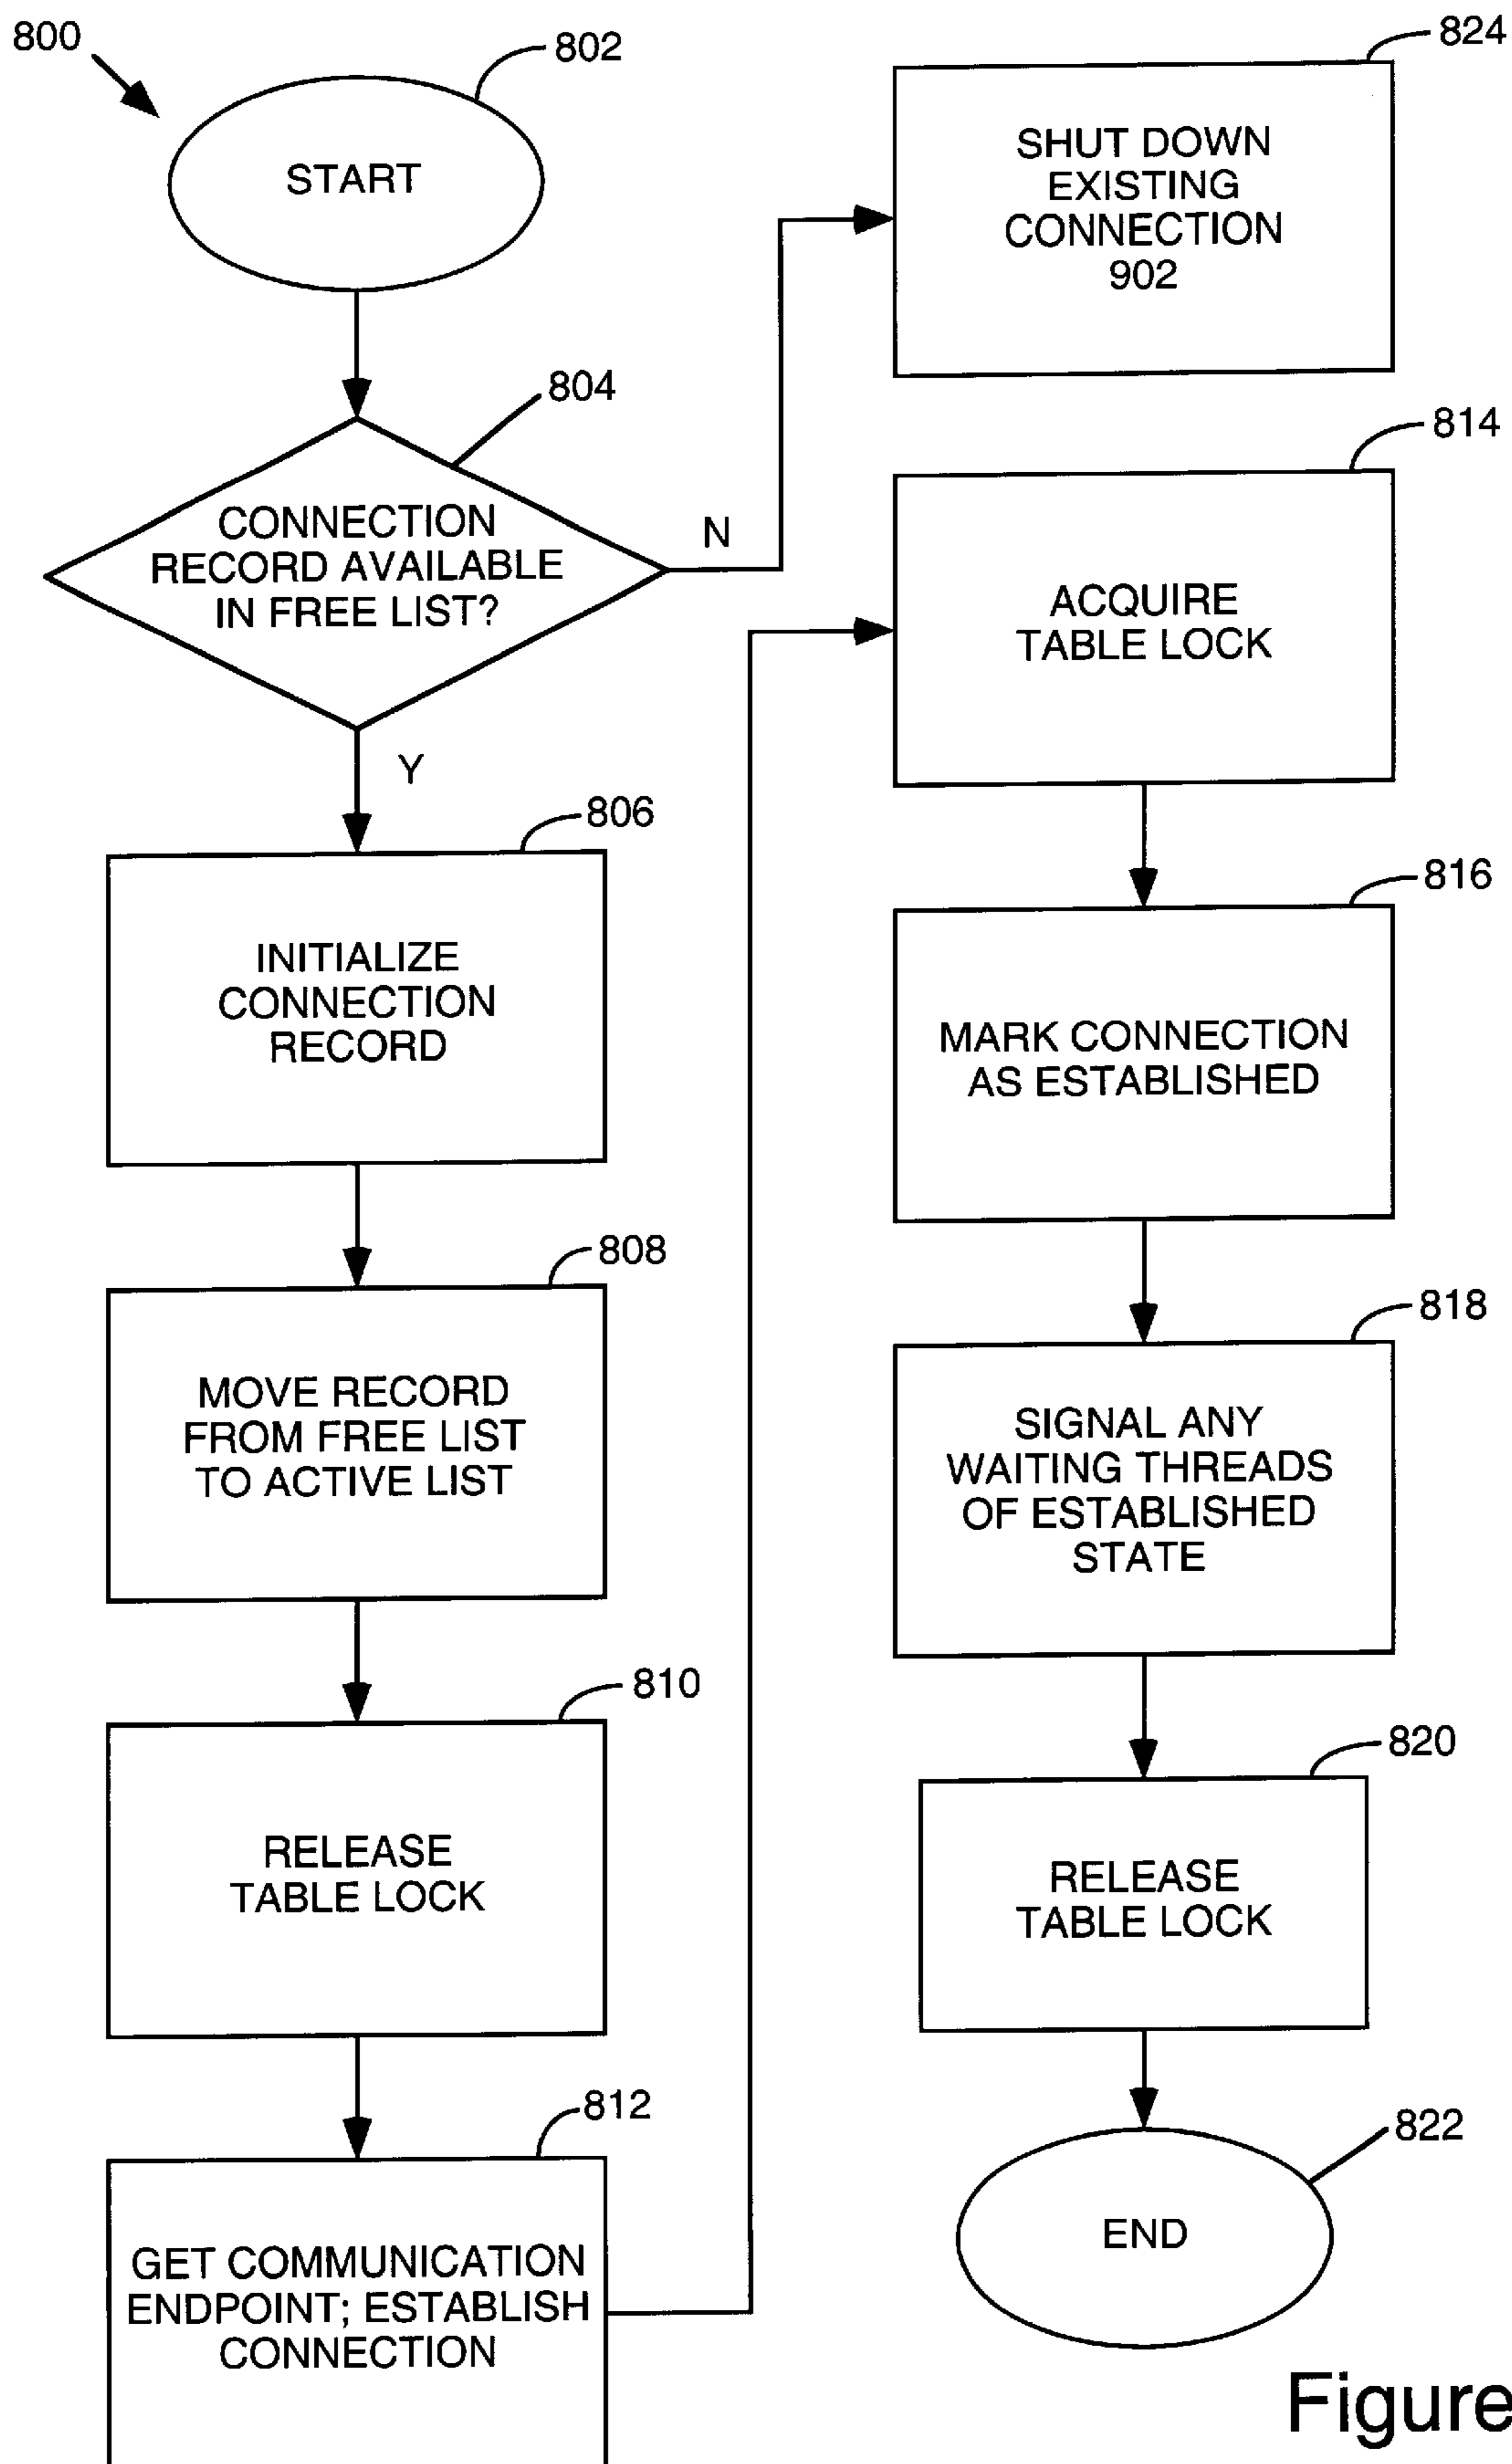 800
802
START
804
CONNECTION
RECORD AVAILABLE
IN FREE LIST?
N
Y
806
INITIALIZE
CONNECTION
RECORD
808
MOVE RECORD
FROM FREE LIST
TO ACTIVE LIST
810
RELEASE
TABLE LOCK
812
GET COMMUNICATION
ENDPOINT; ESTABLISH
CONNECTION
824
SHUT DOWN
EXISTING
CONNECTION
902
814
ACQUIRE
TABLE LOCK
816
MARK CONNECTION
AS ESTABLISHED
818
SIGNAL ANY
WAITING THREADS
OF ESTABLISHED
STATE
820
RELEASE
TABLE LOCK
822
END
Figure